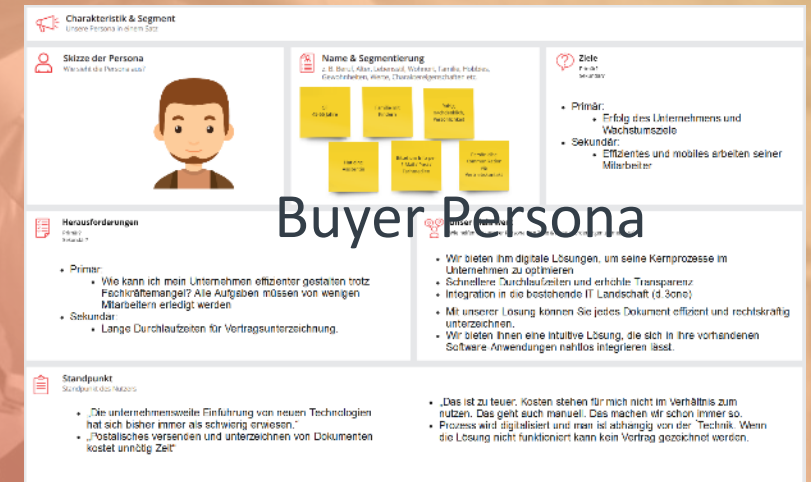 Charakteristik & Segment
Unsere Persona in einem Satz
Skizze der Persona
Wie sieht die Persona aus?
Name & Segmentierung
z. B. Beruf, Alter, Lebensstil, Wohnen, Familie, Hobbies,
Gewohnheiten, Werte, Charaktereigenschaften etc.
Ziele
Primär?
Sekundär?
• Primär:
• Erfolg des Unternehmens und
Wachstumsziele
• Sekundär:
• Effizientes und mobiles arbeiten seiner
Mitarbeiter
Buyer Persona
Herausforderungen
Primär?
Sekundär?
• Primär:
• Wie kann ich mein Unternehmen effizienter gestalten trotz
Fachkräftemangel? Alle Aufgaben müssen von wenigen
Mitarbeitern erledigt werden
• Sekundär:
• Lange Durchlaufzeiten für Vertragsunterzeichnung.
Unser
• Wir bieten ihm digitale Lösungen, um seine Kernprozesse im
Unternehmen zu optimieren
• Schnellere Durchlaufzeiten und erhöhte Transparenz
• Integration in die bestehende IT Landschaft (d.3one)
• Mit unserer Lösung können Sie jedes Dokument effizient und rechtskräftig
unterzeichnen.
• Wir bieten Ihnen eine intuitive Lösung, die sich in Ihre vorhandenen
Software Anwendungen nahtlos integrieren lässt.
Standpunkt
Standpunkt des Nutzers
• „Die unternehmensweite Einführung von neuen Technologien
hat sich bisher immer als schwierig erwiesen.“
• „Postalisches versenden und unterzeichnen von Dokumenten
kostet unnötig Zeit“
• „Das ist zu teuer. Kosten stehen für mich nicht im Verhältnis zum
nutzen. Das geht auch manuell. Das machen wir schon immer so.
• Prozess wird digitalisiert und man ist abhängig von der Technik. Wenn
die Lösung nicht funktioniert kann kein Vertrag gezeichnet werden.